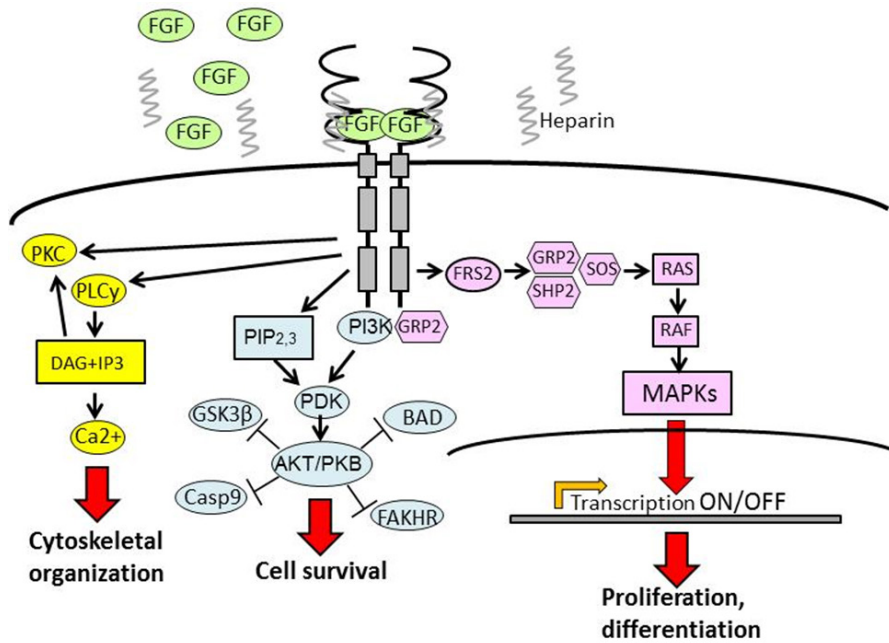 FGF
FGF
FGF
FGF
FGF
FGF
Heparin
PKC
PLCγ
DAG+IP3
Ca2+
Cytoskeletal
organization
PIP2,3
PI3K
GRP2
PDK
GSK3β
BAD
AKT/PKB
Casp9
FAKHR
Cell survival
FRS2
GRP2
SHP2
SOS
RAS
RAF
MAPKs
Transcription ON/OFF
Proliferation,
differentiation